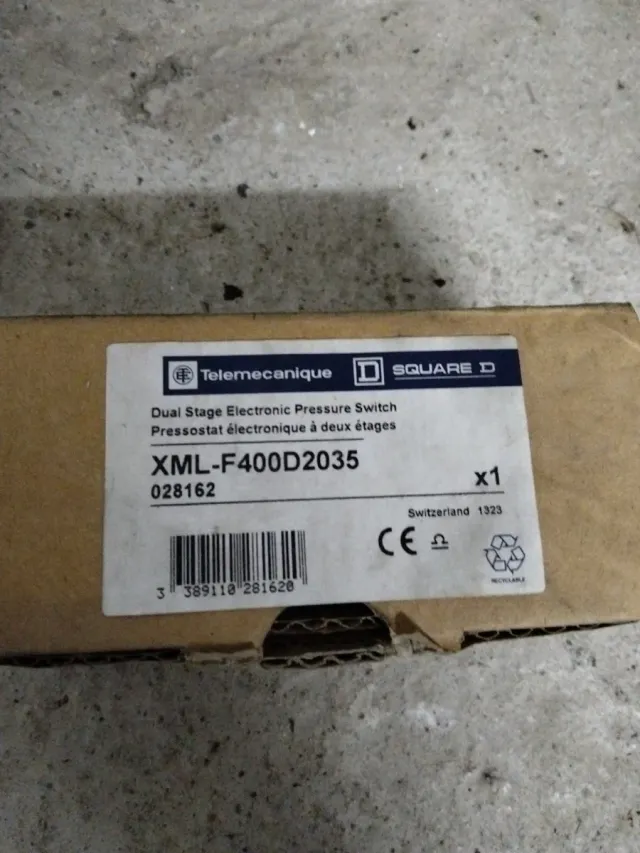 Telemecanique SQUARE D
Dual Stage Electronic Pressure Switch
Pressostat électronique à deux étages
XML-F400D2035
028162
x1
Switzerland 1323
CE
3 389110 281620
RECYCLABLE